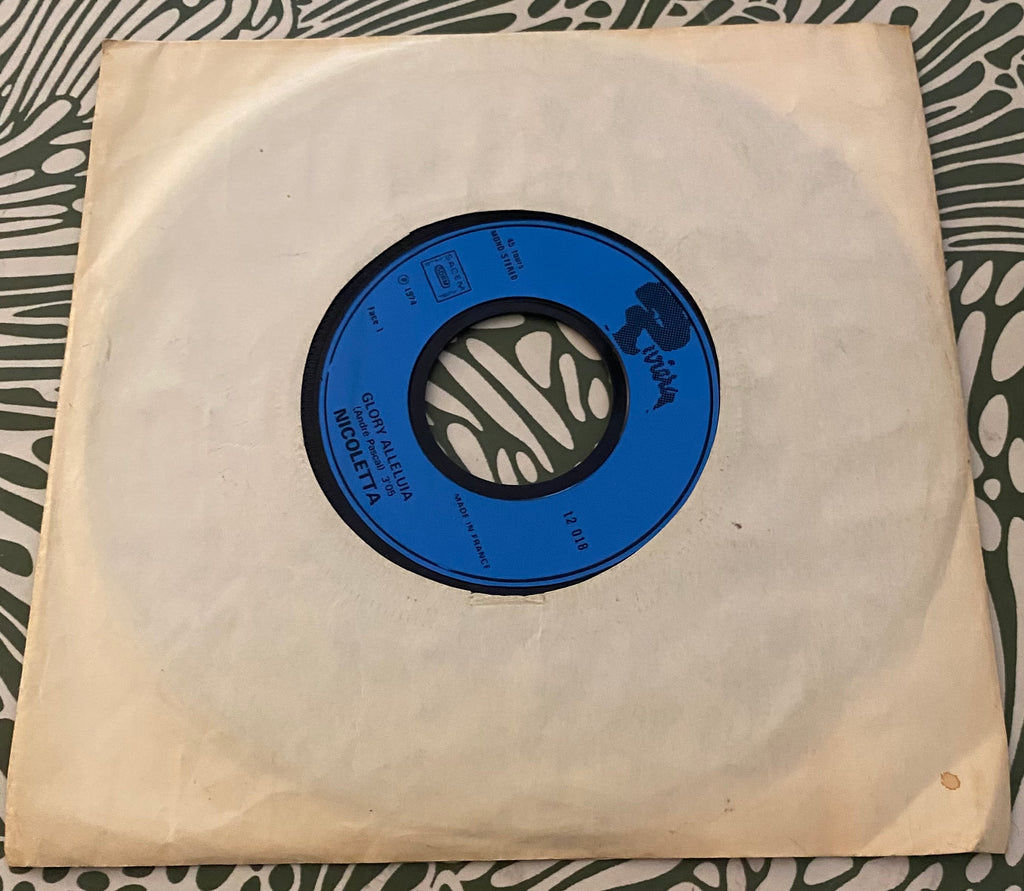 Riviera
45 tours
MONO STEREO
SACEM
℗ 1974
Face 1
GLORY ALLELUIA
(André Pascal) 3'05
NICOLETTA
12 018
MADE IN FRANCE